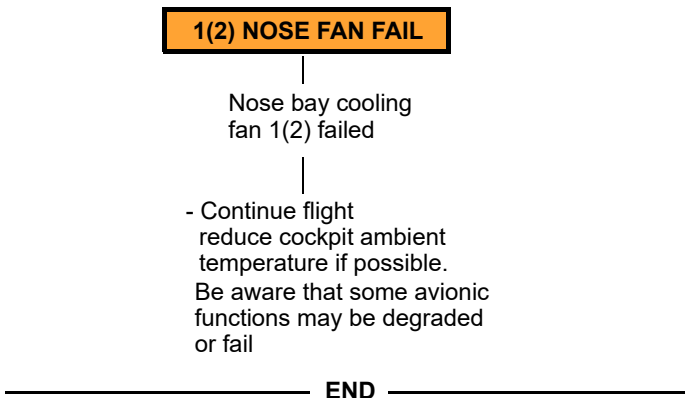 1(2) NOSE FAN FAIL
Nose bay cooling
fan 1(2) failed
- Continue flight
reduce cockpit ambient
temperature if possible.
Be aware that some avionic
functions may be degraded
or fail
END